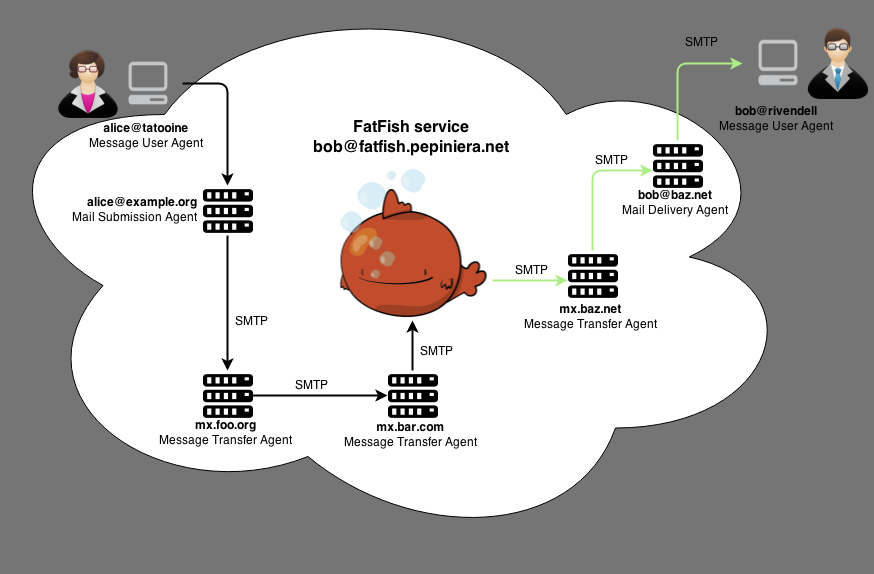 SMTP
bob@rivendell
Message User Agent
alice@tatooine
Message User Agent
FatFish service
bob@fatfish.pepiniera.net
SMTP
bob@baz.net
Mail Delivery Agent
alice@example.org
Mail Submission Agent
SMTP
mx.baz.net
Message Transfer Agent
SMTP
SMTP
SMTP
mx.foo.org
Message Transfer Agent
mx.bar.com
Message Transfer Agent